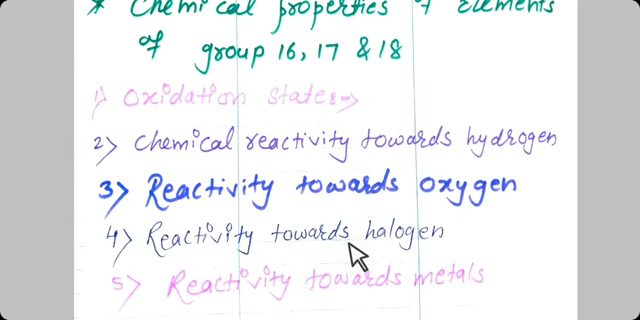 * Chemical properties of elements
of group 16, 17 & 18
1) Oxidation states→
2) Chemical reactivity towards hydrogen
3) Reactivity towards oxygen
4) Reactivity towards halogen
5) Reactivity towards metals